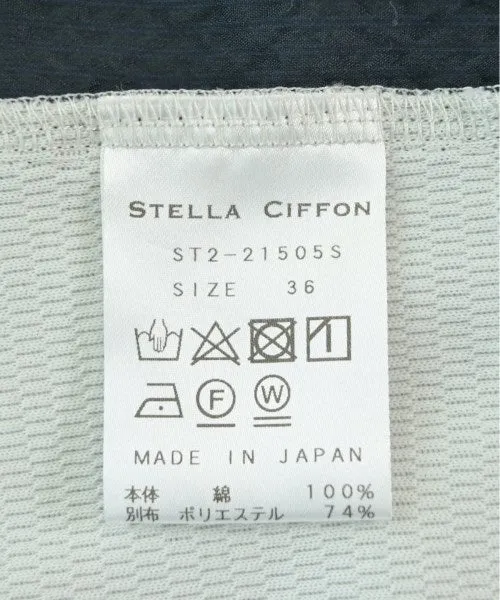 STELLA CIFFON
ST2-21505S
SIZE 36
F W
MADE IN JAPAN
本体 綿 100%
別布 ポリエステル 74%